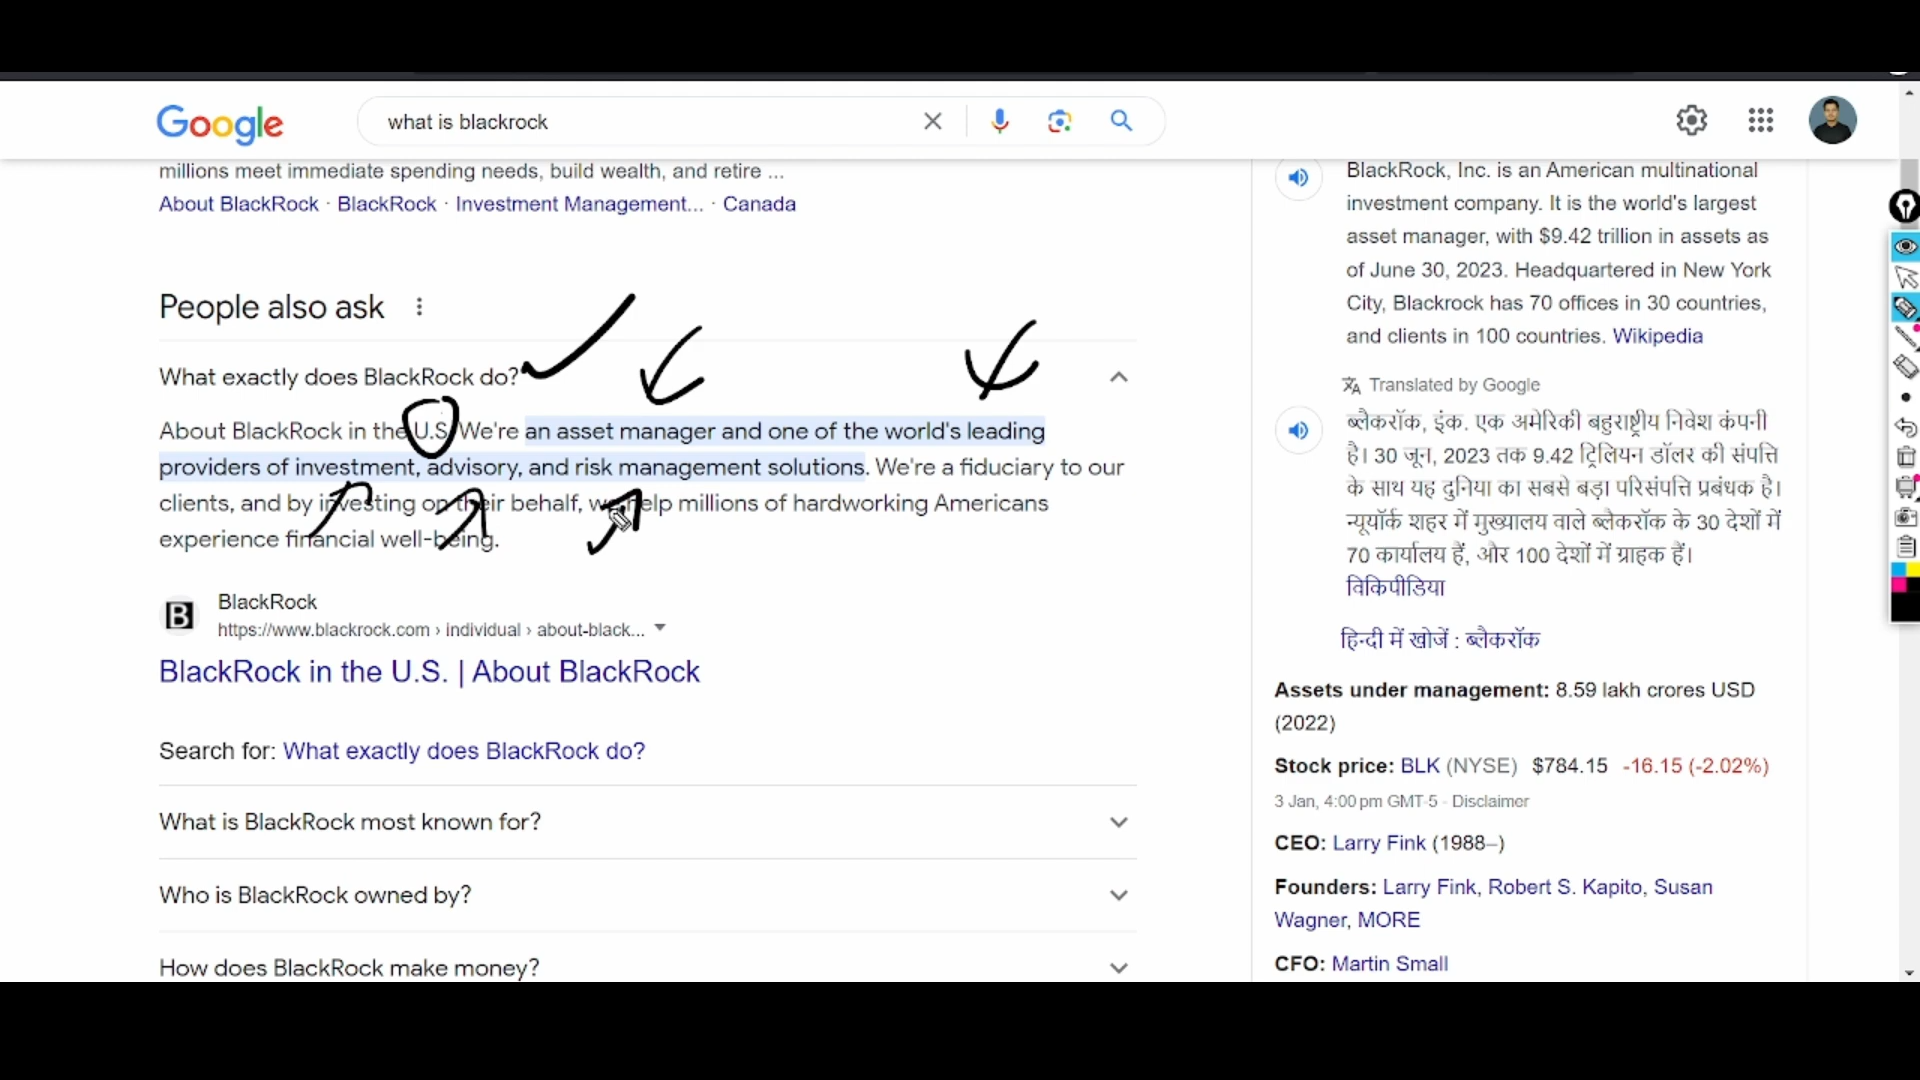 Google
what is blackrock
millions meet immediate spending needs, build wealth, and retire ...
About BlackRock · BlackRock · Investment Management... · Canada
People also ask
What exactly does BlackRock do?
About BlackRock in the U.S. We're an asset manager and one of the world's leading
providers of investment, advisory, and risk management solutions. We're a fiduciary to our
clients, and by investing on their behalf, we help millions of hardworking Americans
experience financial well-being.
B
BlackRock
https://www.blackrock.com › individual › about-black...
BlackRock in the U.S. | About BlackRock
Search for: What exactly does BlackRock do?
What is BlackRock most known for?
Who is BlackRock owned by?
How does BlackRock make money?
BlackRock, Inc. is an American multinational
investment company. It is the world's largest
asset manager, with $9.42 trillion in assets as
of June 30, 2023. Headquartered in New York
City, Blackrock has 70 offices in 30 countries,
and clients in 100 countries. Wikipedia
Translated by Google
ब्लैकरॉक, इंक. एक अमेरिकी बहुराष्ट्रीय निवेश कंपनी
है। 30 जून, 2023 तक 9.42 ट्रिलियन डॉलर की संपत्ति
के साथ यह दुनिया का सबसे बड़ा परिसंपत्ति प्रबंधक है।
न्यूयॉर्क शहर में मुख्यालय वाले ब्लैकरॉक के 30 देशों में
70 कार्यालय हैं, और 100 देशों में ग्राहक हैं।
विकिपीडिया
हिन्दी में खोजें : ब्लैकरॉक
Assets under management: 8.59 lakh crores USD
(2022)
Stock price: BLK (NYSE) $784.15 -16.15 (-2.02%)
3 Jan, 4:00 pm GMT-5 - Disclaimer
CEO: Larry Fink (1988–)
Founders: Larry Fink, Robert S. Kapito, Susan
Wagner, MORE
CFO: Martin Small